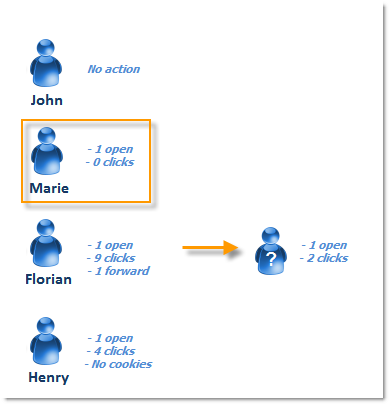 No action
John
- 1 open
- 0 clicks
Marie
- 1 open
- 9 clicks
- 1 forward
Florian
?
- 1 open
- 2 clicks
- 1 open
- 4 clicks
- No cookies
Henry